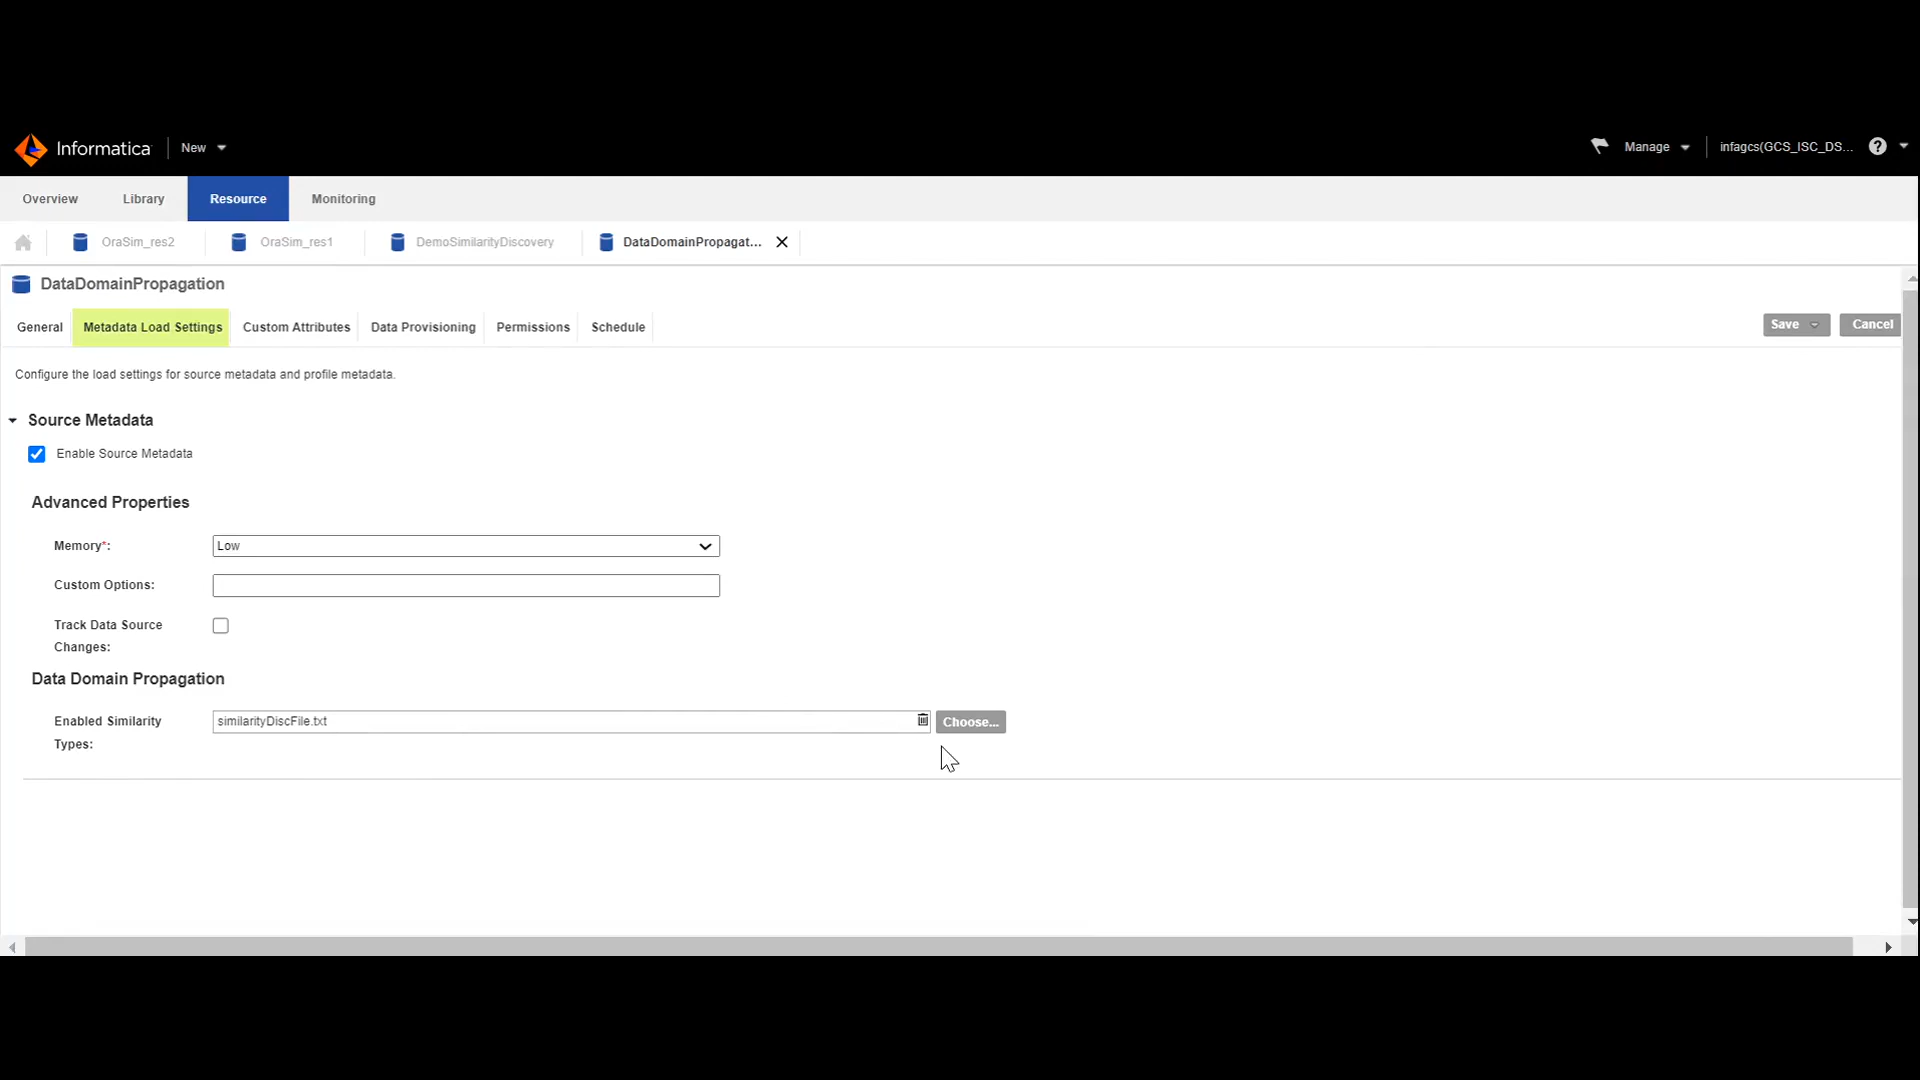 Informatica New Manage infagcs(GCS_ISC_DS... ?
Overview Library Resource Monitoring
OraSim_res2 OraSim_res1 DemoSimilarityDiscovery DataDomainPropagat...
DataDomainPropagation
General Metadata Load Settings Custom Attributes Data Provisioning Permissions Schedule Save Cancel
Configure the load settings for source metadata and profile metadata.
Source Metadata
Enable Source Metadata
Advanced Properties
Memory*: Low
Custom Options:
Track Data Source
Changes:
Data Domain Propagation
Enabled Similarity similarityDiscFile.txt Choose...
Types: